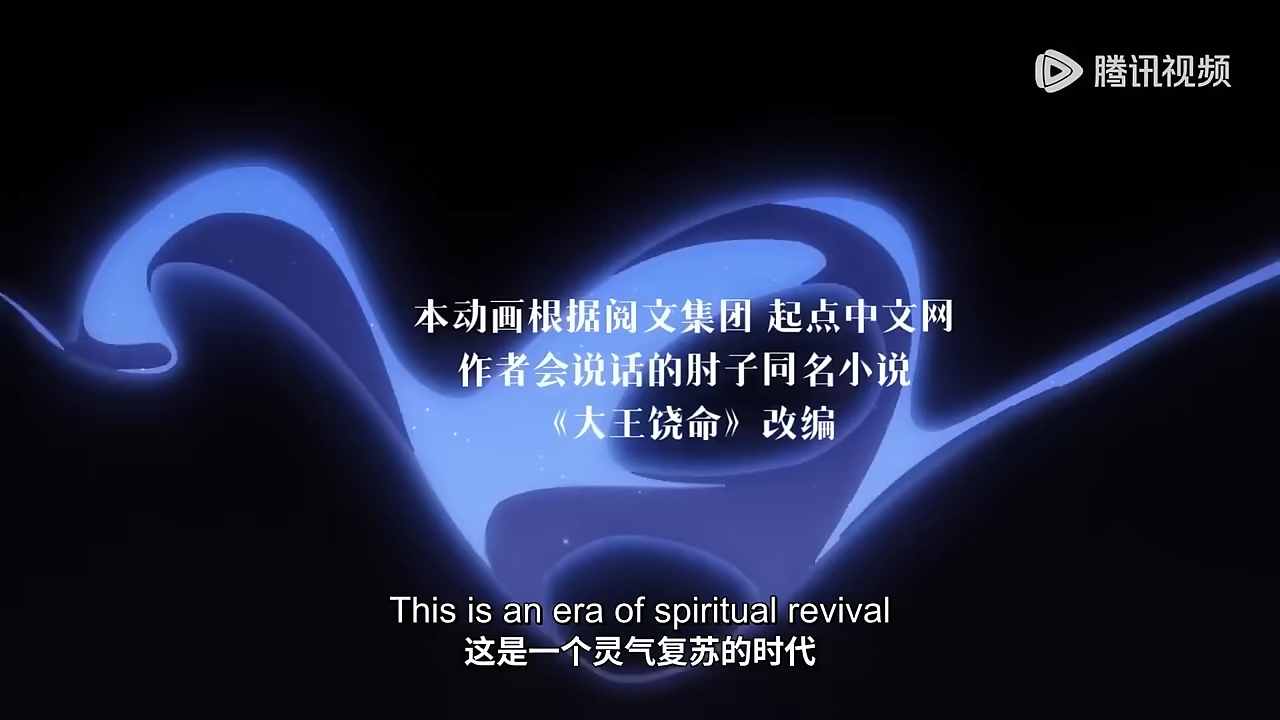 腾讯视频
本动画根据阅文集团 起点中文网
作者会说话的肘子同名小说
《大王饶命》改编
This is an era of spiritual revival
这是一个灵气复苏的时代